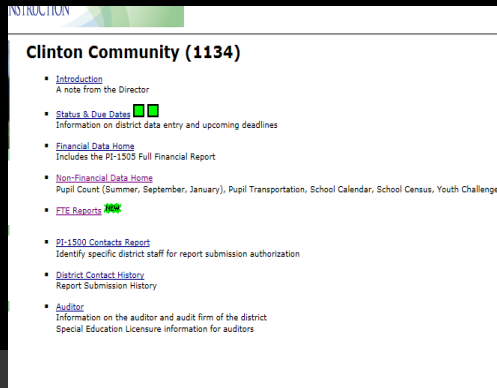 INSTRUCTION
Clinton Community (1134)
Introduction
A note from the Director
Status & Due Dates
Information on district data entry and upcoming deadlines
Financial Data Home
Includes the PI-1505 Full Financial Report
Non-Financial Data Home
Pupil Count (Summer, September, January), Pupil Transportation, School Calendar, School Census, Youth Challenge
FTE Reports NEW
PI-1500 Contacts Report
Identify specific district staff for report submission authorization
District Contact History
Report Submission History
Auditor
Information on the auditor and audit firm of the district
Special Education Licensure information for auditors